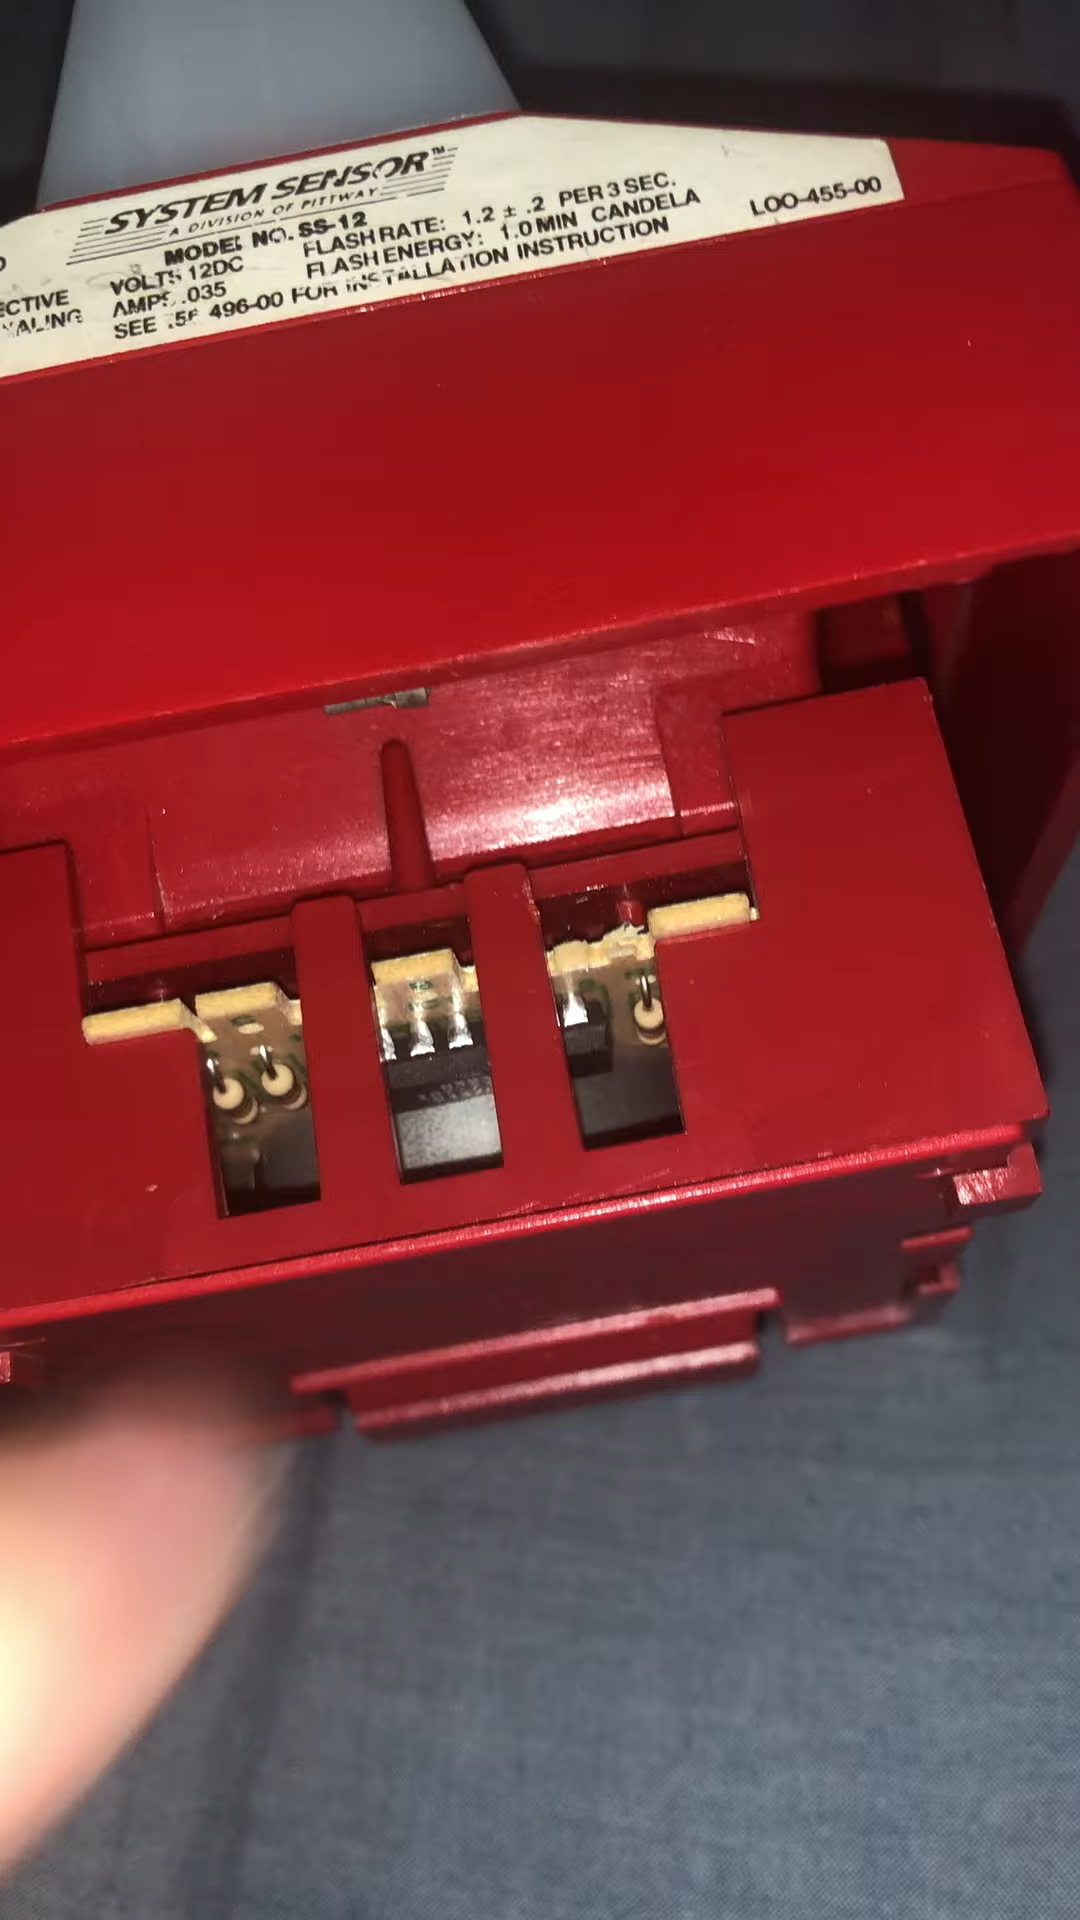 SYSTEM SENSOR™
A DIVISION OF PITTWAY
MODEL NO. SS-12
VOLTS 12DC
AMPS .035
FLASH RATE: 1.2 ± .2 PER 3 SEC.
FLASH ENERGY: 1.0 MIN CANDELA
SEE 496-00 FOR INSTALLATION INSTRUCTION
LOO-455-00
ECTIVE